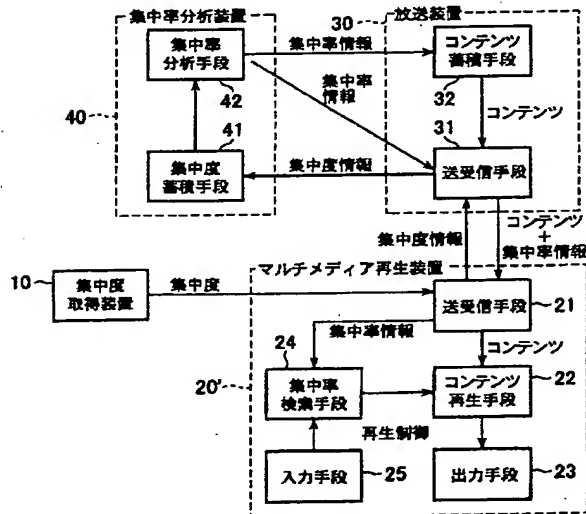 集中率分析装置
30
放送装置
集中率
分析手段
集中率情報
コンテンツ
蓄積手段
42
集中率
情報
32
コンテンツ
40
41
31
集中度
蓄積手段
集中度情報
送受信手段
集中度情報
コンテンツ
+
集中率情報
マルチメディア再生装置
10
集中度
取得装置
集中度
送受信手段
21
24
集中率情報
コンテンツ
20'
集中率
検索手段
コンテンツ
再生手段
22
再生制御
入力手段
25
出力手段
23